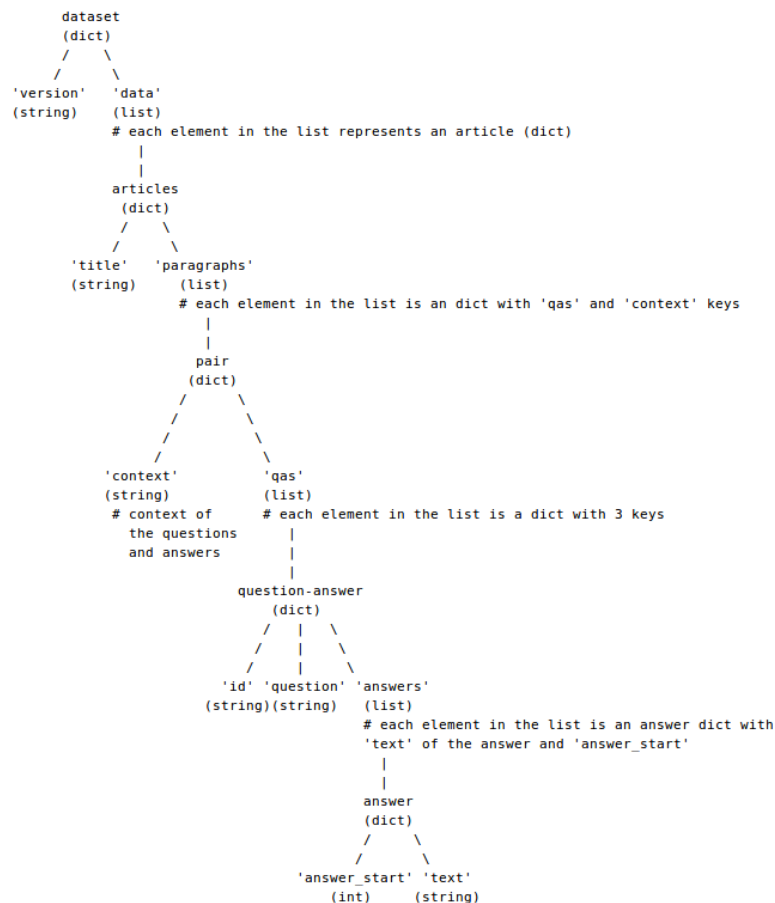 dataset
(dict)
/ \
/ \
'version' 'data'
(string) (list)
# each element in the list represents an article (dict)
|
|
articles
(dict)
/ \
/ \
'title' 'paragraphs'
(string) (list)
# each element in the list is an dict with 'qas' and 'context' keys
|
|
pair
(dict)
/ \
/ \
/ \
/ \
'context' 'qas'
(string) (list)
# context of # each element in the list is a dict with 3 keys
the questions |
and answers |
|
question-answer
(dict)
/ | \
/ | \
/ | \
'id' 'question' 'answers'
(string)(string) (list)
# each element in the list is an answer dict with
'text' of the answer and 'answer_start'
|
|
answer
(dict)
/ \
/ \
'answer_start' 'text'
(int) (string)